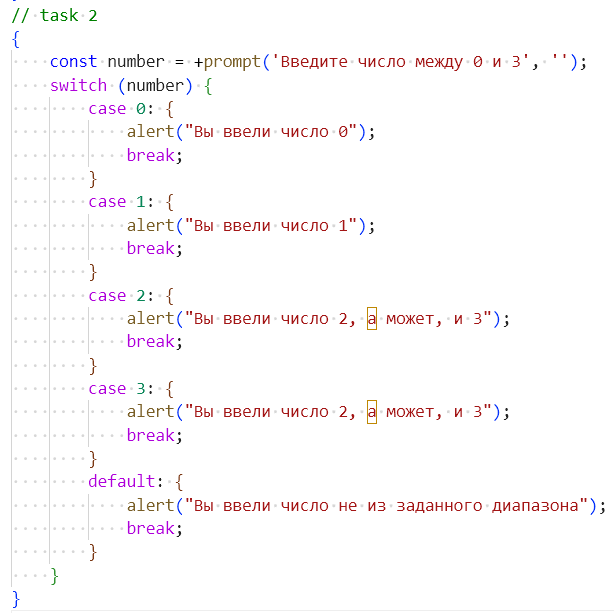 // task 2
{
    const number = +prompt('Введите число между 0 и 3', '');
    switch (number) {
        case 0: {
            alert("Вы ввели число 0");
            break;
        }
        case 1: {
            alert("Вы ввели число 1");
            break;
        }
        case 2: {
            alert("Вы ввели число 2, а может, и 3");
            break;
        }
        case 3: {
            alert("Вы ввели число 2, а может, и 3");
            break;
        }
        default: {
            alert("Вы ввели число не из заданного диапазона");
            break;
        }
    }
}